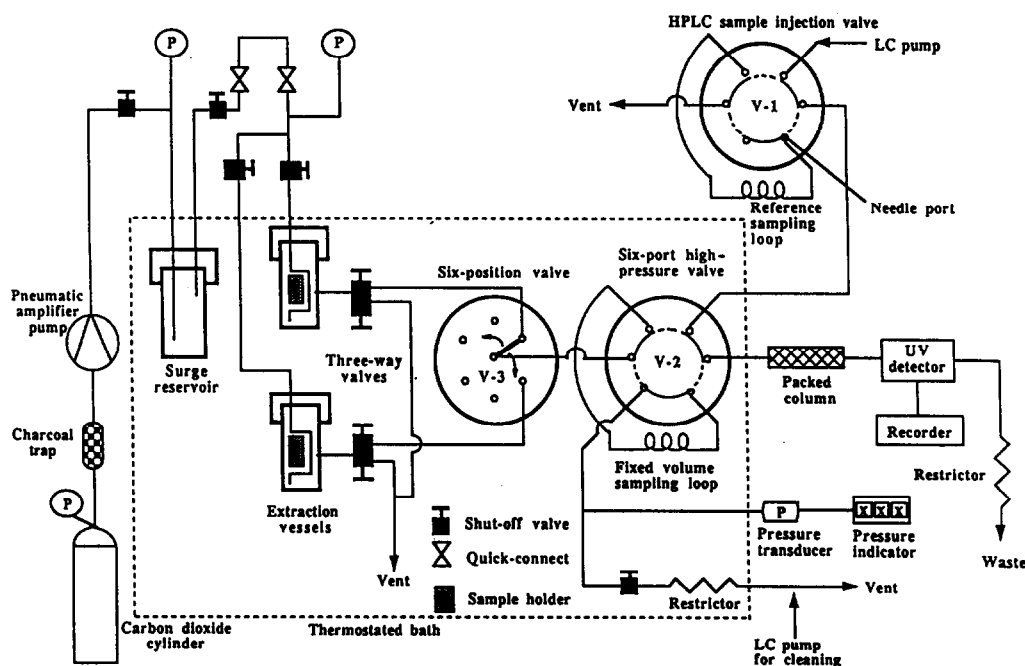 HPLC sample injection valve
P
P
LC pump
Vent
V-1
Needle port
Reference
sampling
loop
Six-position valve
Six-port high-
pressure valve
Pneumatic
amplifier
pump
Surge
reservoir
Three-way
valves
V-3
V-2
UV
detector
Packed
column
Recorder
Charcoal
trap
Fixed volume
sampling loop
Restrictor
P
Extraction
vessels
Shut-off valve
P
X X X
Pressure
transducer
Pressure
indicator
Quick-connect
Waste
Vent
Sample holder
Restrictor
Vent
Carbon dioxide
cylinder
Thermostated bath
LC pump
for cleaning